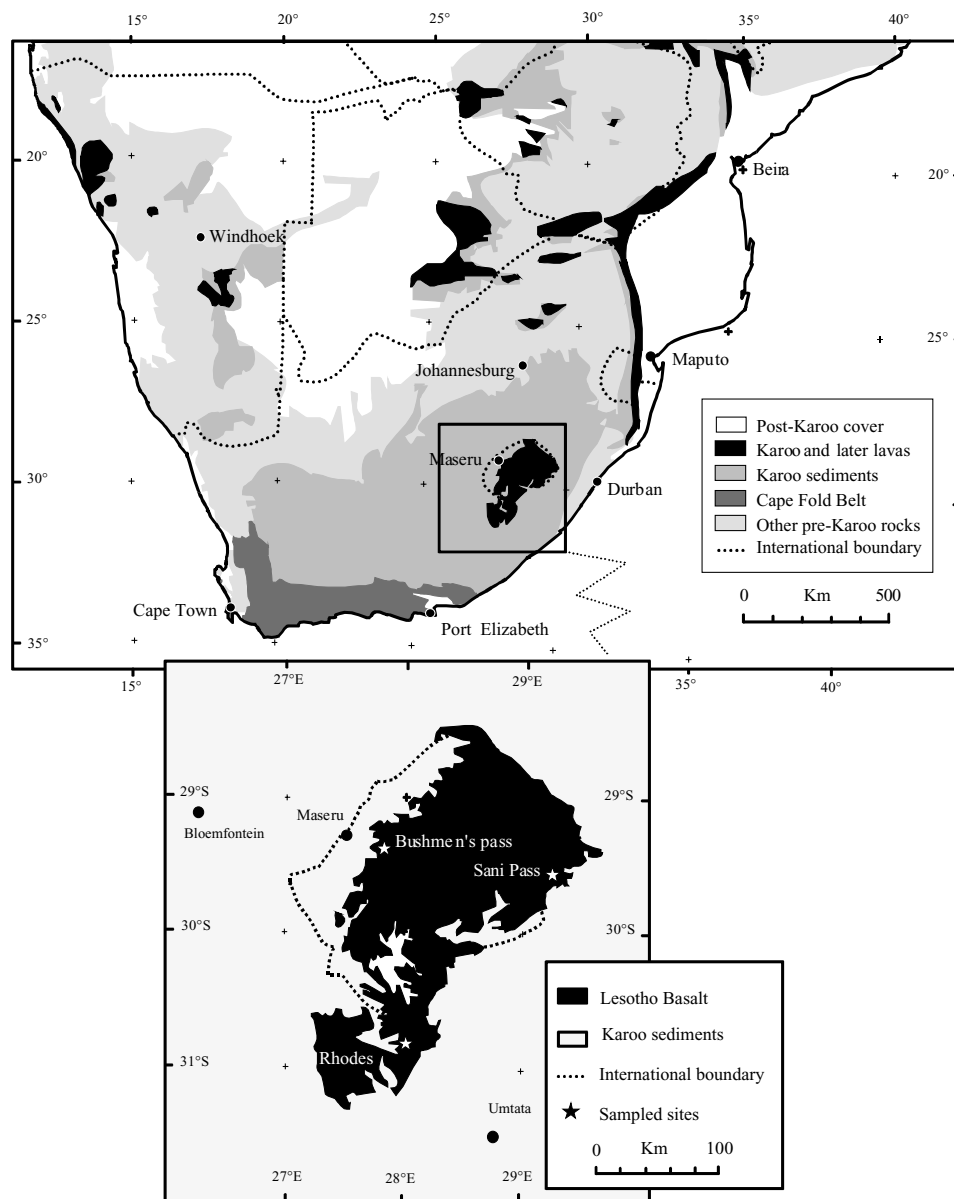 15° 20° 25° 30° 35° 40°
20°
Beira
20°
Windhoek
25°
25°
Johannesburg
Maputo
Post-Karoo cover
Karoo and later lavas
Karoo sediments
Cape Fold Belt
Other pre-Karoo rocks
International boundary
Maseru
30°
Durban
0 Km 500
Cape Town
Port Elizabeth
35°
15° 27°E 29°E 35° 40°
29°S
29°S
Maseru
Bloemfontein
Bushmen's pass
Sani Pass
30°S
30°S
Lesotho Basalt
Karoo sediments
International boundary
Sampled sites
0 Km 100
Rhodes
31°S
Umtata
27°E 28°E 29°E